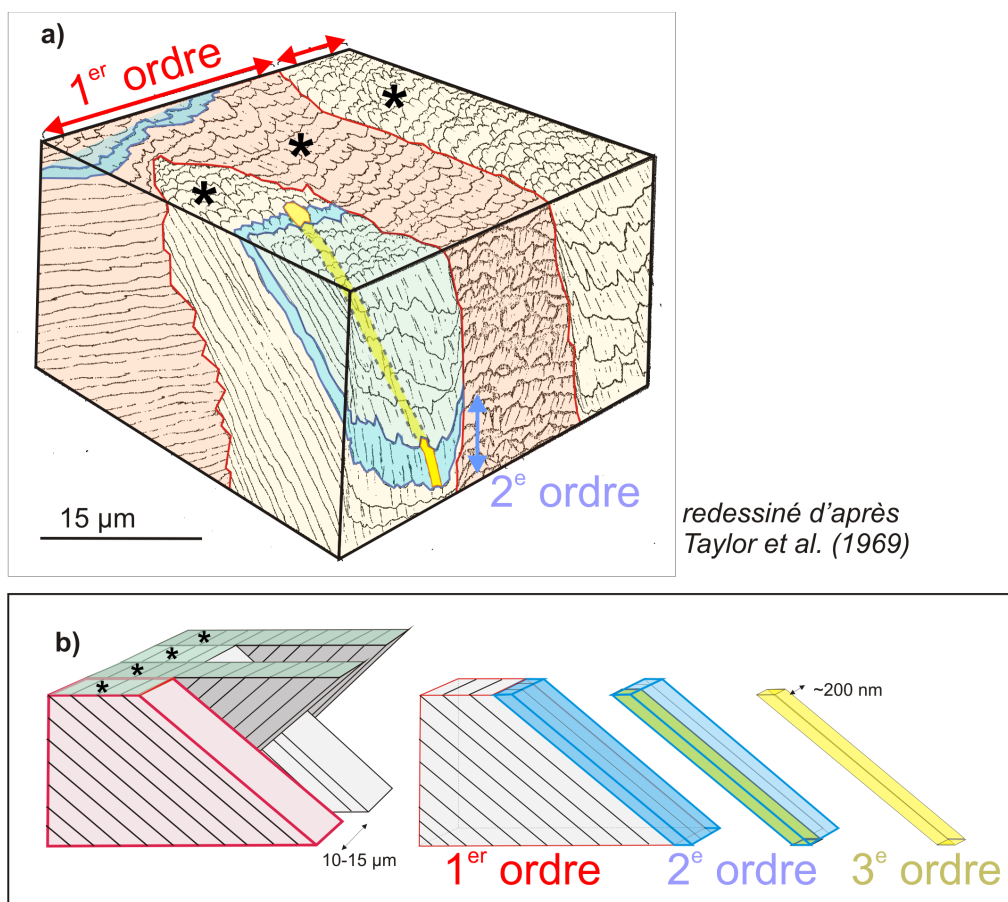 a)
1er ordre
*
*
*
2e ordre
15 µm
redessiné d'après
Taylor et al. (1969)
b)
*
*
*
*
~200 nm
10-15 µm
1er ordre
2e ordre
3e ordre